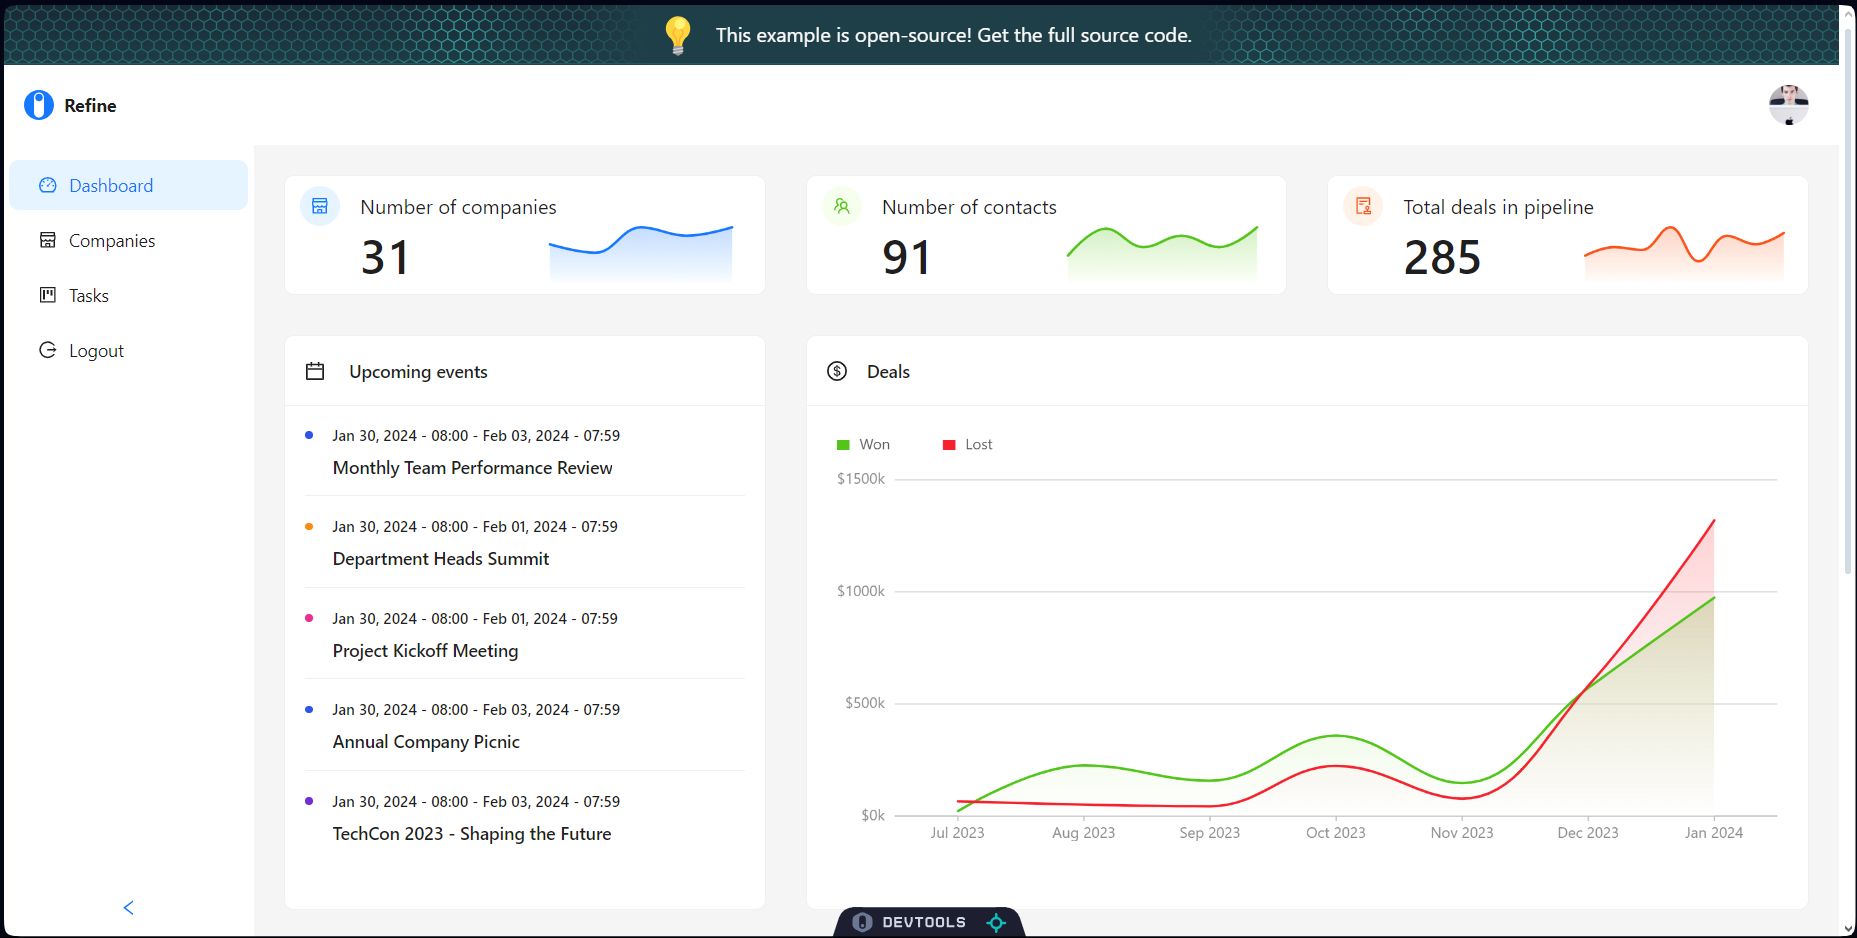 This example is open-source! Get the full source code.
Refine
Dashboard
Companies
Tasks
Logout
Number of companies
31
Number of contacts
91
Total deals in pipeline
285
Upcoming events
Jan 30, 2024 - 08:00 - Feb 03, 2024 - 07:59
Monthly Team Performance Review
Jan 30, 2024 - 08:00 - Feb 01, 2024 - 07:59
Department Heads Summit
Jan 30, 2024 - 08:00 - Feb 01, 2024 - 07:59
Project Kickoff Meeting
Jan 30, 2024 - 08:00 - Feb 03, 2024 - 07:59
Annual Company Picnic
Jan 30, 2024 - 08:00 - Feb 03, 2024 - 07:59
TechCon 2023 - Shaping the Future
Deals
Won Lost
$1500k
$1000k
$500k
$0k
Jul 2023 Aug 2023 Sep 2023 Oct 2023 Nov 2023 Dec 2023 Jan 2024
DEVTOOLS